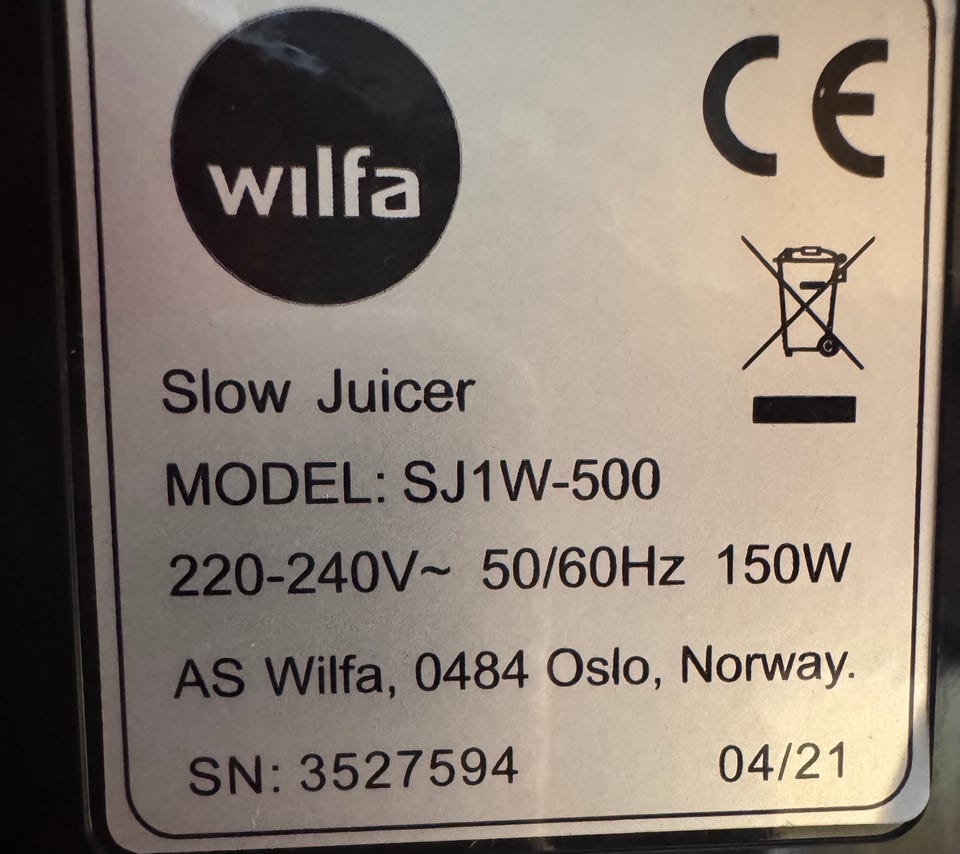 wilfa
CE
Slow Juicer
MODEL: SJ1W-500
220-240V~ 50/60Hz 150W
AS Wilfa, 0484 Oslo, Norway.
SN: 3527594 04/21